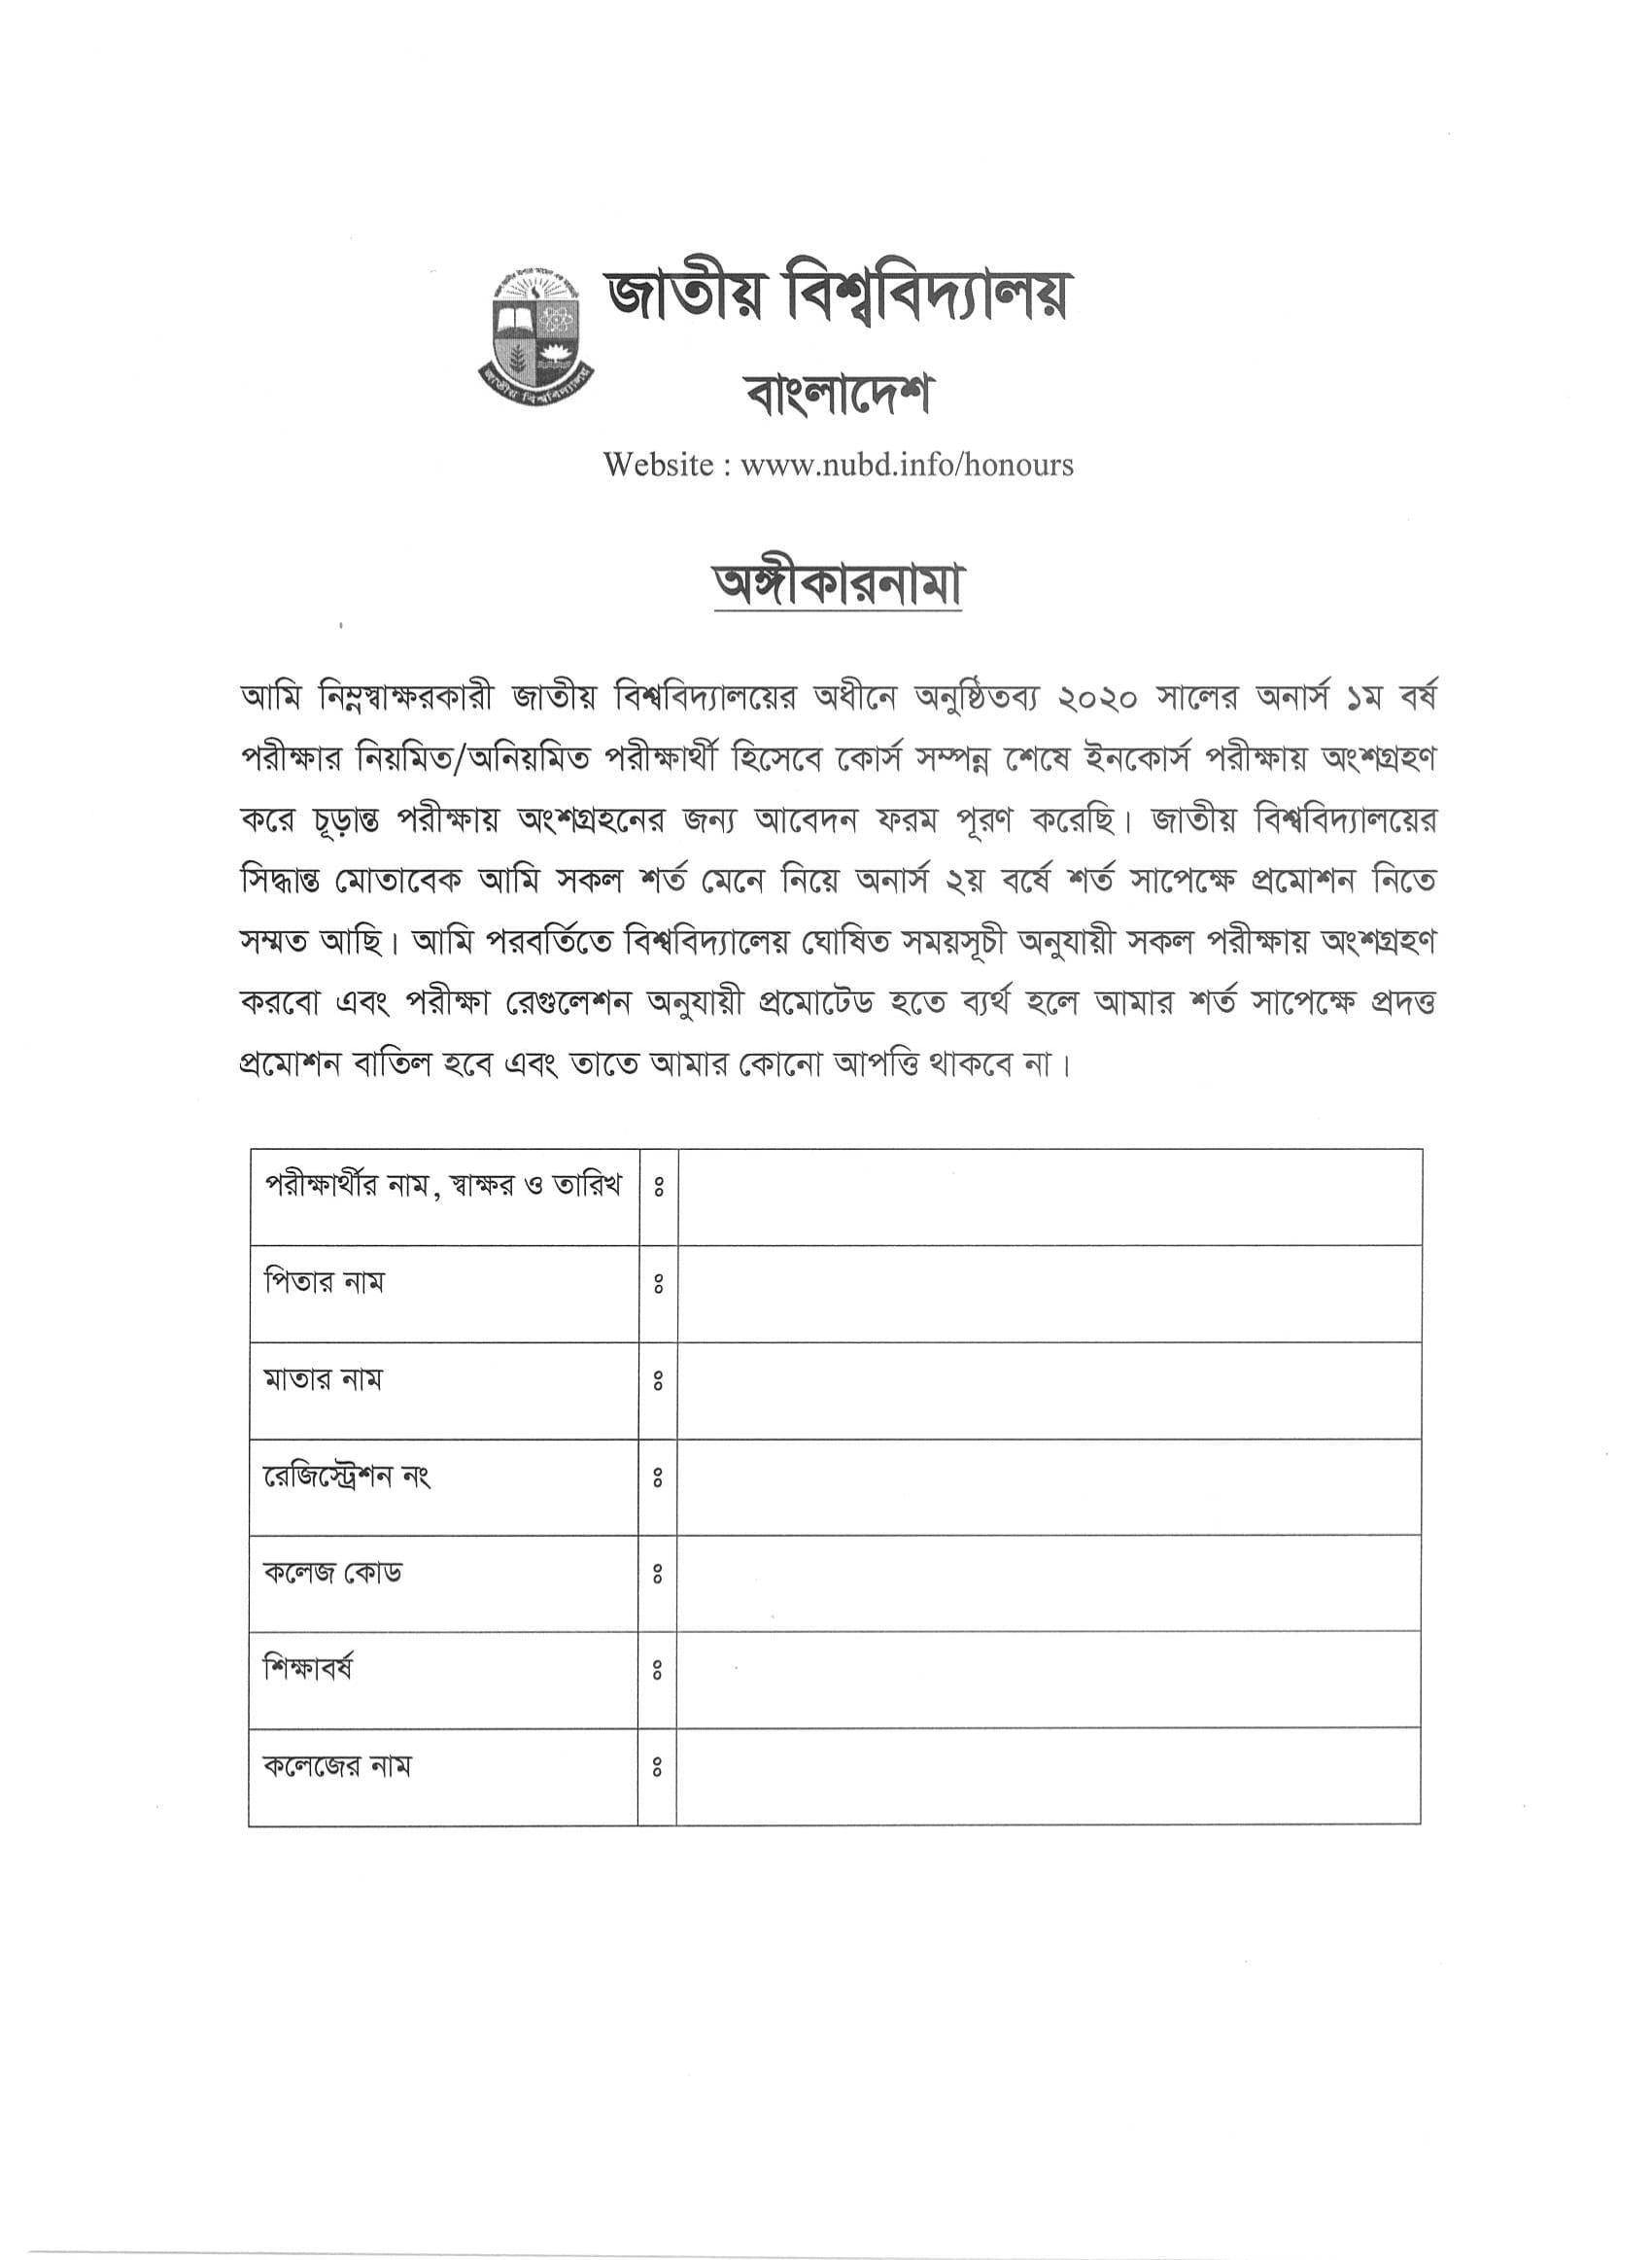 জাতীয় বিশ্ববিদ্যালয়
বাংলাদেশ
জাতীয় বিশ্ববিদ্যালয়
Website : www.nubd.info/honours
অঙ্গীকারনামা
আমি নিম্নস্বাক্ষরকারী জাতীয় বিশ্ববিদ্যালয়ের অধীনে অনুষ্ঠিতব্য ২০২০ সালের অনার্স ১ম বর্ষ
পরীক্ষার নিয়মিত/অনিয়মিত পরীক্ষার্থী হিসেবে কোর্স সম্পন্ন শেষে ইনকোর্স পরীক্ষায় অংশগ্রহণ
করে চূড়ান্ত পরীক্ষায় অংশগ্রহনের জন্য আবেদন ফরম পূরণ করেছি। জাতীয় বিশ্ববিদ্যালয়ের
সিদ্ধান্ত মোতাবেক আমি সকল শর্ত মেনে নিয়ে অনার্স ২য় বর্ষে শর্ত সাপেক্ষে প্রমোশন নিতে
সম্মত আছি। আমি পরবর্তিতে বিশ্ববিদ্যালেয় ঘোষিত সময়সূচী অনুযায়ী সকল পরীক্ষায় অংশগ্রহণ
করবো এবং পরীক্ষা রেগুলেশন অনুযায়ী প্রমোটেড হতে ব্যর্থ হলে আমার শর্ত সাপেক্ষে প্রদত্ত
প্রমোশন বাতিল হবে এবং তাতে আমার কোনো আপত্তি থাকবে না।
পরীক্ষার্থীর নাম, স্বাক্ষর ও তারিখ ঃ
পিতার নাম ঃ
মাতার নাম ঃ
রেজিস্ট্রেশন নং ঃ
কলেজ কোড ঃ
শিক্ষাবর্ষ ঃ
কলেজের নাম ঃ